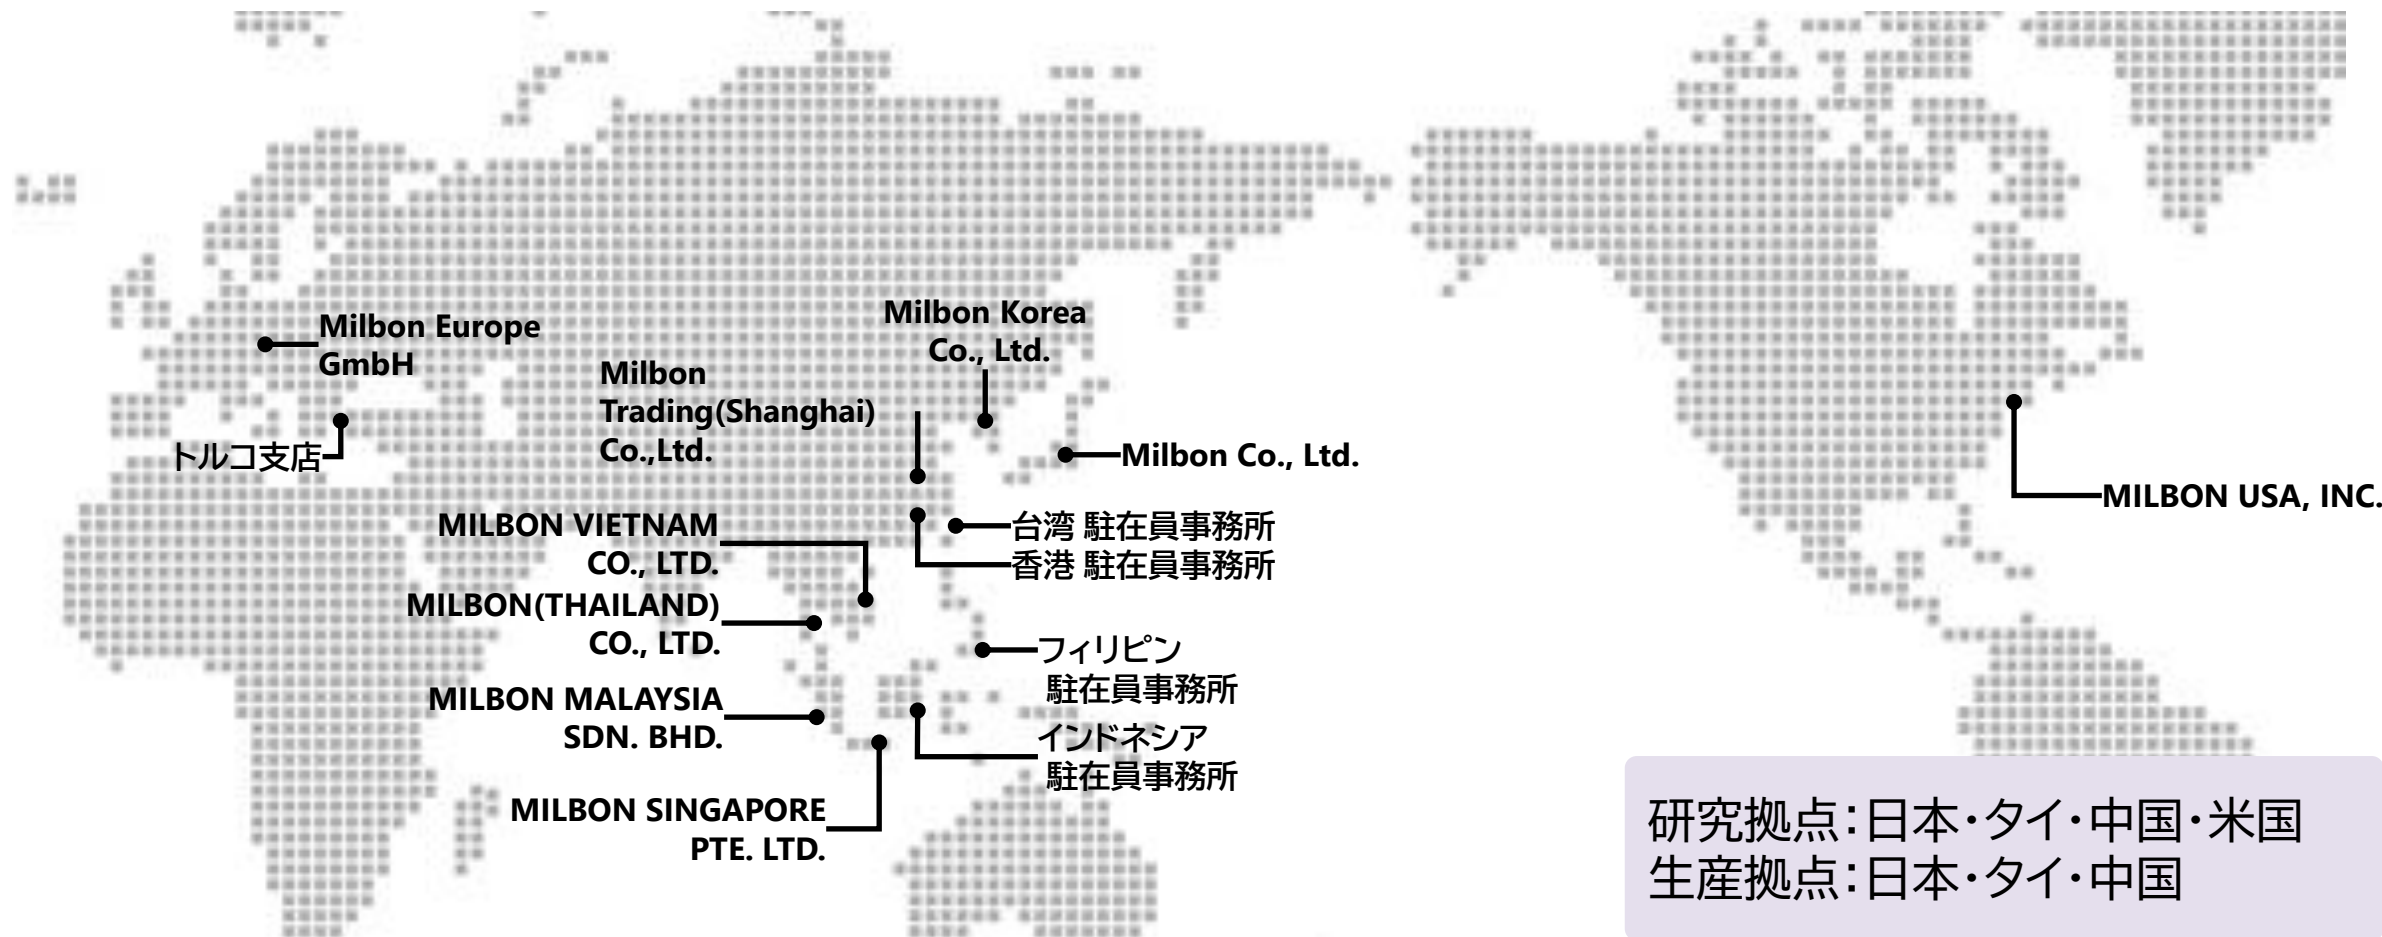 Milbon Europe
GmbH
トルコ支店
Milbon
Trading(Shanghai)
Co.,Ltd.
Milbon Korea
Co., Ltd.
Milbon Co., Ltd.
MILBON USA, INC.
MILBON VIETNAM
CO., LTD.
台湾 駐在員事務所
香港 駐在員事務所
MILBON(THAILAND)
CO., LTD.
フィリピン
駐在員事務所
MILBON MALAYSIA
SDN. BHD.
インドネシア
駐在員事務所
MILBON SINGAPORE
PTE. LTD.
研究拠点：日本・タイ・中国・米国
生産拠点：日本・タイ・中国